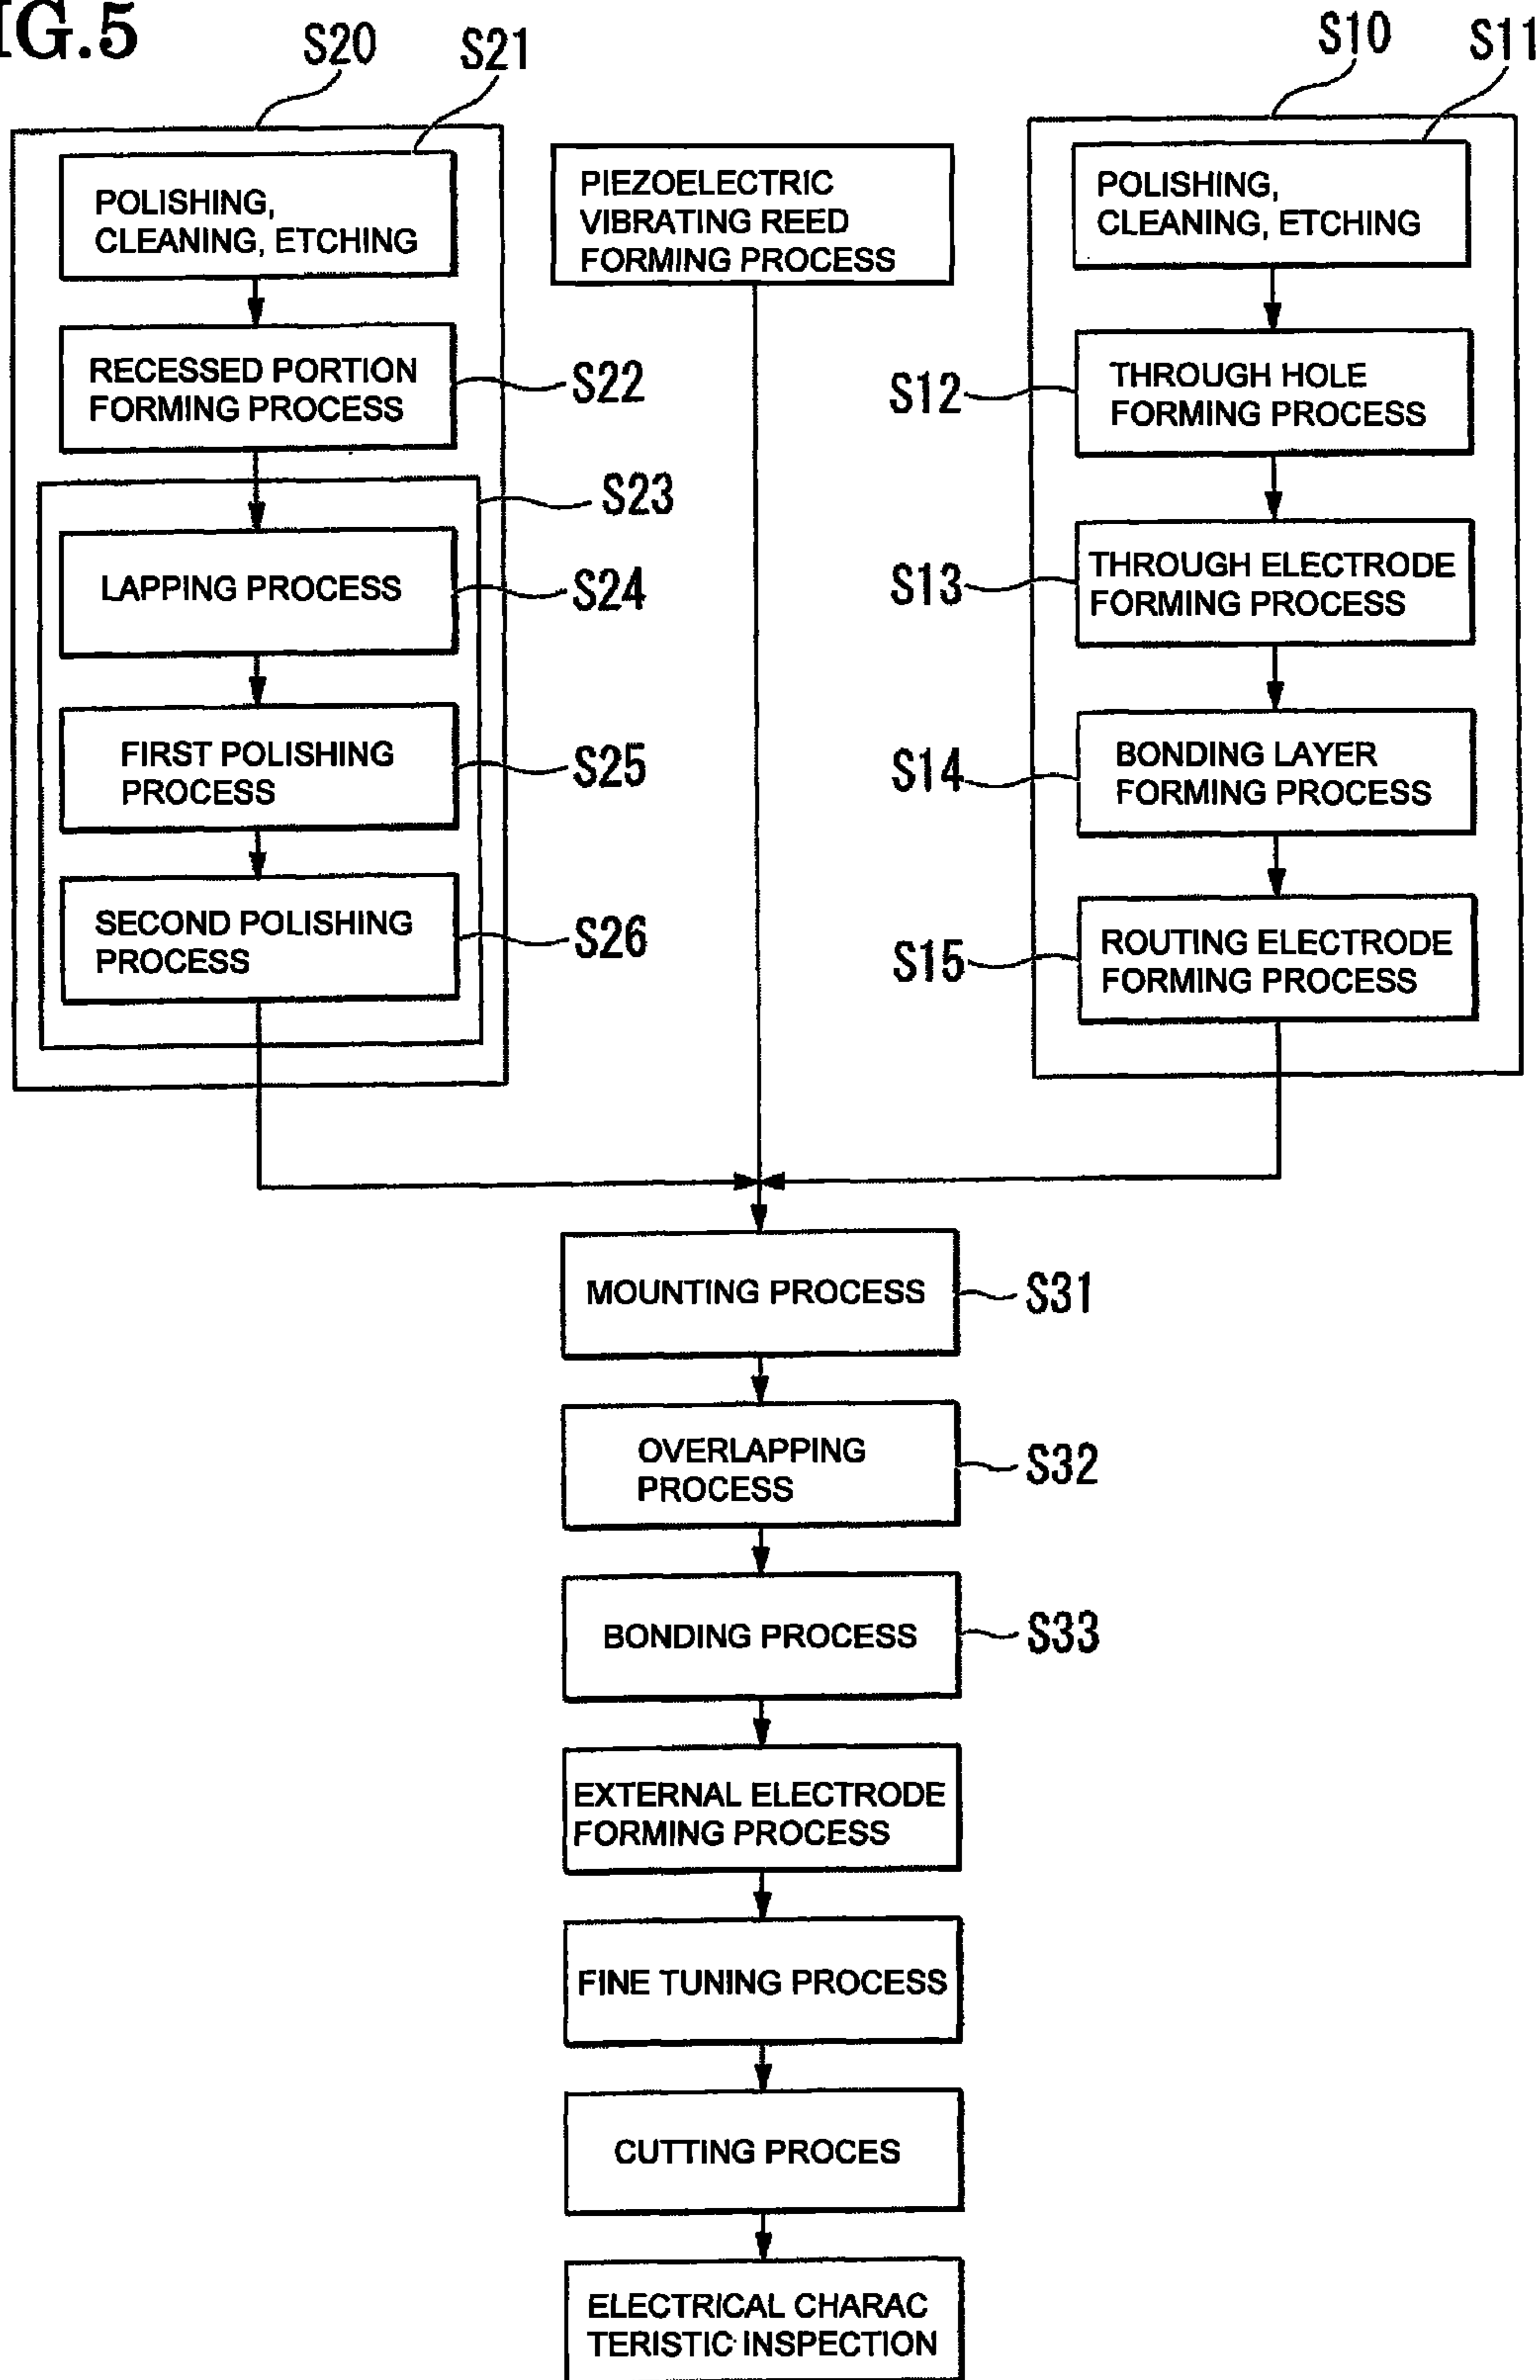 IG.5
S20
S21
POLISHING,
CLEANING, ETCHING
RECESSED PORTION
FORMING PROCESS
S22
S23
LAPPING PROCESS
S24
FIRST POLISHING
PROCESS
S25
SECOND POLISHING
PROCESS
S26
PIEZOELECTRIC
VIBRATING REED
FORMING PROCESS
S10
S11
POLISHING,
CLEANING, ETCHING
S12
THROUGH HOLE
FORMING PROCESS
S13
THROUGH ELECTRODE
FORMING PROCESS
S14
BONDING LAYER
FORMING PROCESS
S15
ROUTING ELECTRODE
FORMING PROCESS
MOUNTING PROCESS
S31
OVERLAPPING
PROCESS
S32
BONDING PROCESS
S33
EXTERNAL ELECTRODE
FORMING PROCESS
FINE TUNING PROCESS
CUTTING PROCES
ELECTRICAL CHARAC
TERISTIC INSPECTION